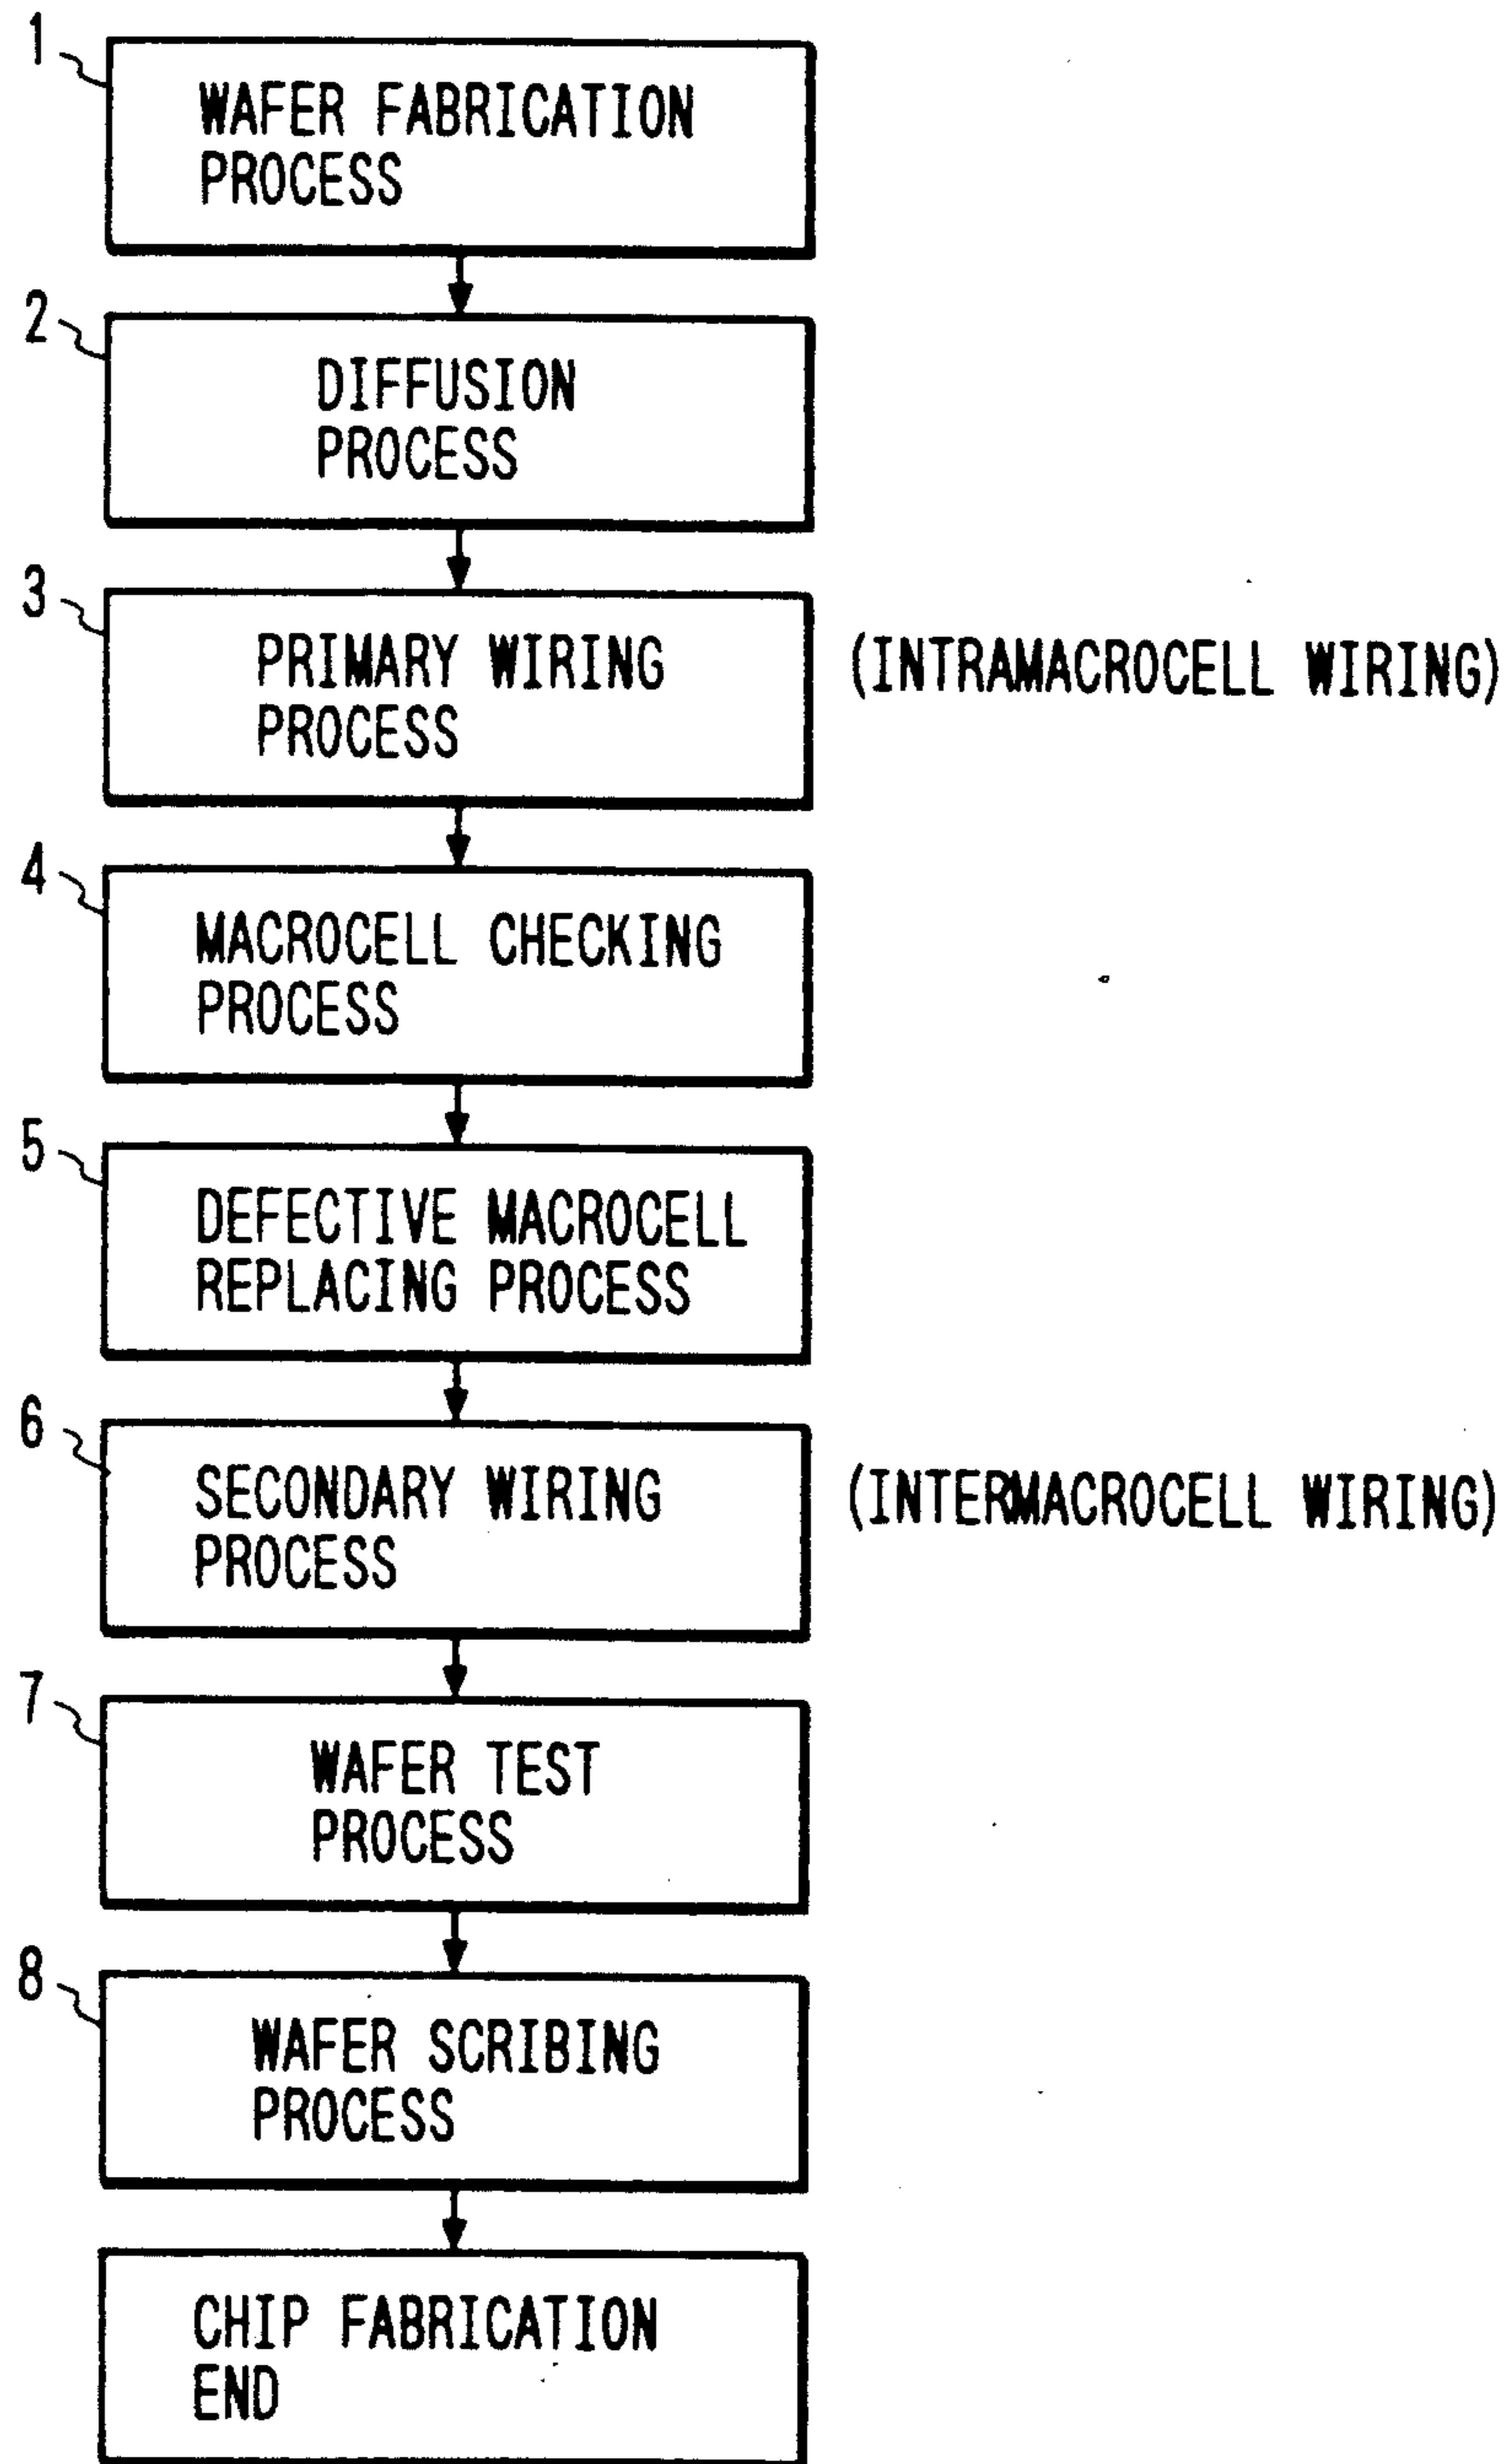 1
WAFER FABRICATION
PROCESS
2
DIFFUSION
PROCESS
3
PRIMARY WIRING
PROCESS
(INTRAMACROCELL WIRING)
4
MACROCELL CHECKING
PROCESS
5
DEFECTIVE MACROCELL
REPLACING PROCESS
6
SECONDARY WIRING
PROCESS
(INTERMACROCELL WIRING)
7
WAFER TEST
PROCESS
8
WAFER SCRIBING
PROCESS
CHIP FABRICATION
END